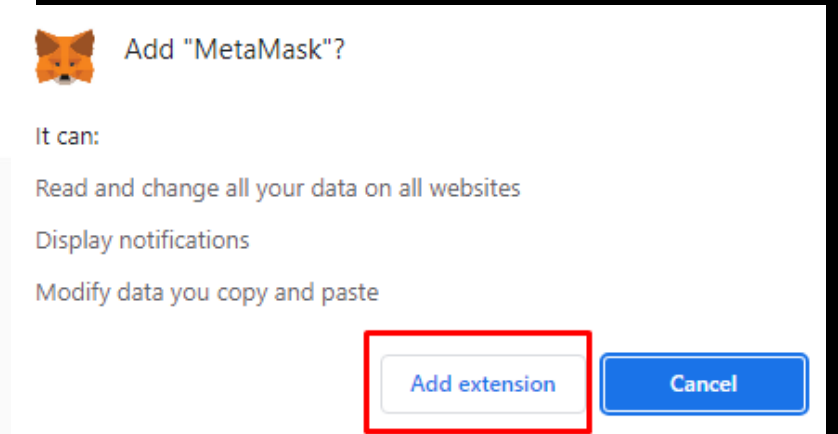 Add "MetaMask"?
It can:
Read and change all your data on all websites
Display notifications
Modify data you copy and paste
Add extension
Cancel